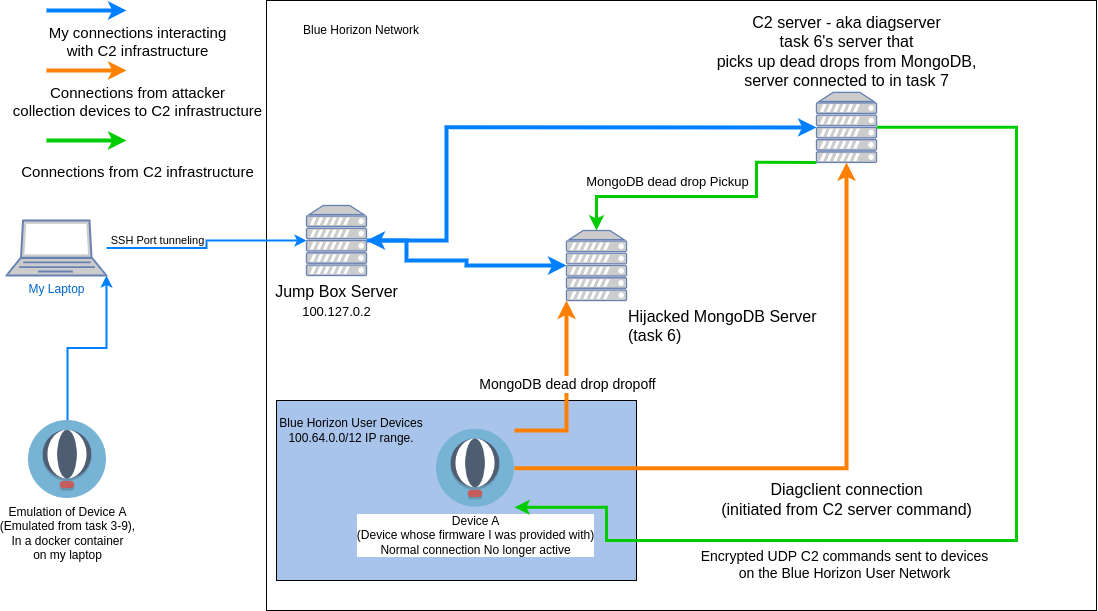 My connections interacting
with C2 infrastructure
Connections from attacker
collection devices to C2 infrastructure
Connections from C2 infrastructure
Blue Horizon Network
C2 server - aka diagserver
task 6's server that
picks up dead drops from MongoDB,
server connected to in task 7
MongoDB dead drop Pickup
SSH Port tunneling
My Laptop
Jump Box Server
100.127.0.2
Hijacked MongoDB Server
(task 6)
MongoDB dead drop dropoff
Blue Horizon User Devices
100.64.0.0/12 IP range.
Device A
(Device whose firmware I was provided with)
Normal connection No longer active
Emulation of Device A
(Emulated from task 3-9),
In a docker container
on my laptop
Diagclient connection
(initiated from C2 server command)
Encrypted UDP C2 commands sent to devices
on the Blue Horizon User Network